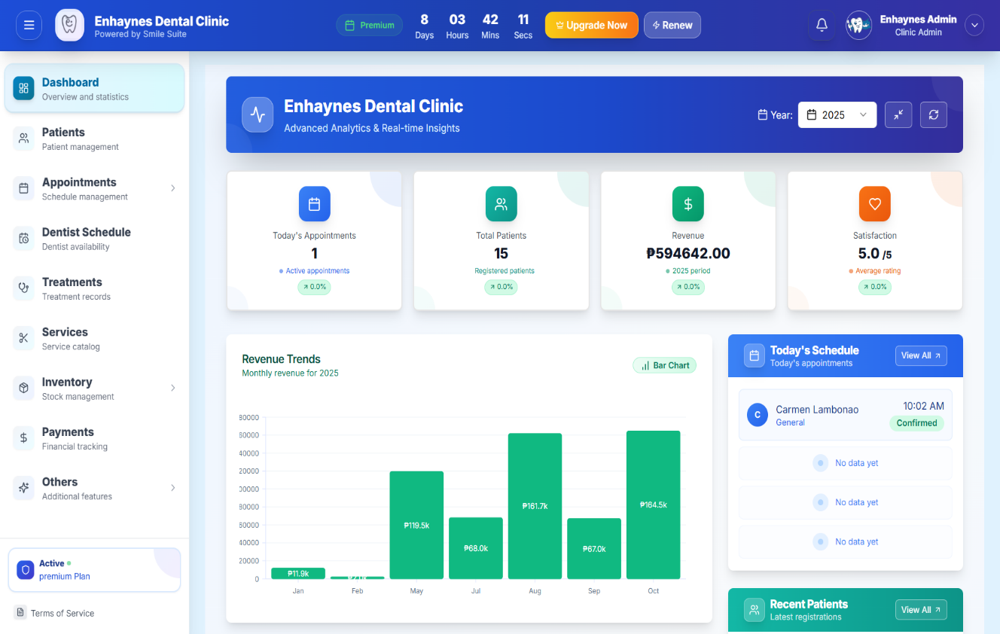 Enhaynes Dental Clinic
Powered by Smile Suite
Premium
8 Days
03 Hours
42 Mins
11 Secs
Upgrade Now
Renew
Enhaynes Admin
Clinic Admin
Dashboard
Overview and statistics
Patients
Patient management
Appointments
Schedule management
Dentist Schedule
Dentist availability
Treatments
Treatment records
Services
Service catalog
Inventory
Stock management
Payments
Financial tracking
Others
Additional features
Active
premium Plan
Terms of Service
Enhaynes Dental Clinic
Advanced Analytics & Real-time Insights
Year:
2025
Today's Appointments
1
Active appointments
0.0%
Total Patients
15
Registered patients
0.0%
Revenue
₱594642.00
2025 period
0.0%
Satisfaction
5.0 /5
Average rating
0.0%
Revenue Trends
Monthly revenue for 2025
Bar Chart
80000
60000
40000
20000
00000
80000
60000
40000
20000
0
₱11.9k
₱119.5k
₱68.0k
₱161.7k
₱67.0k
₱164.5k
Jan
Feb
May
Jul
Aug
Sep
Oct
Today's Schedule
Today's appointments
View All
C
Carmen Lambonao
General
10:02 AM
Confirmed
No data yet
No data yet
No data yet
Recent Patients
Latest registrations
View All